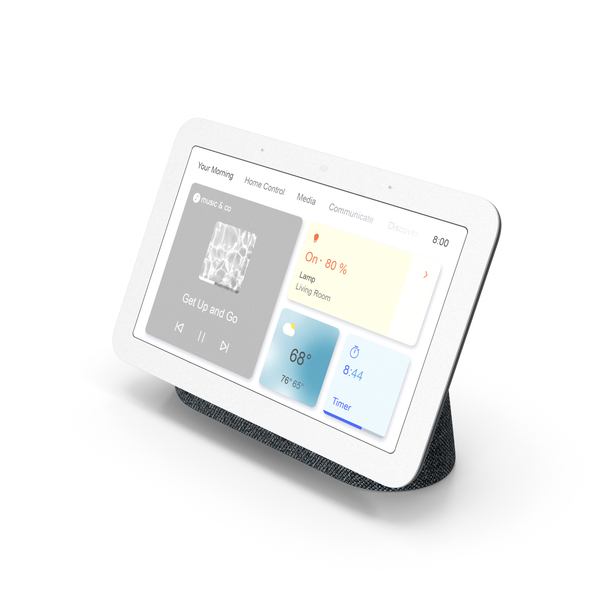 Your Morning
Home Control
Media
Communicate
Discover
8:00
music & co
Get Up and Go
On · 80 %
Lamp
Living Room
68°
76° 65°
8:44
Timer